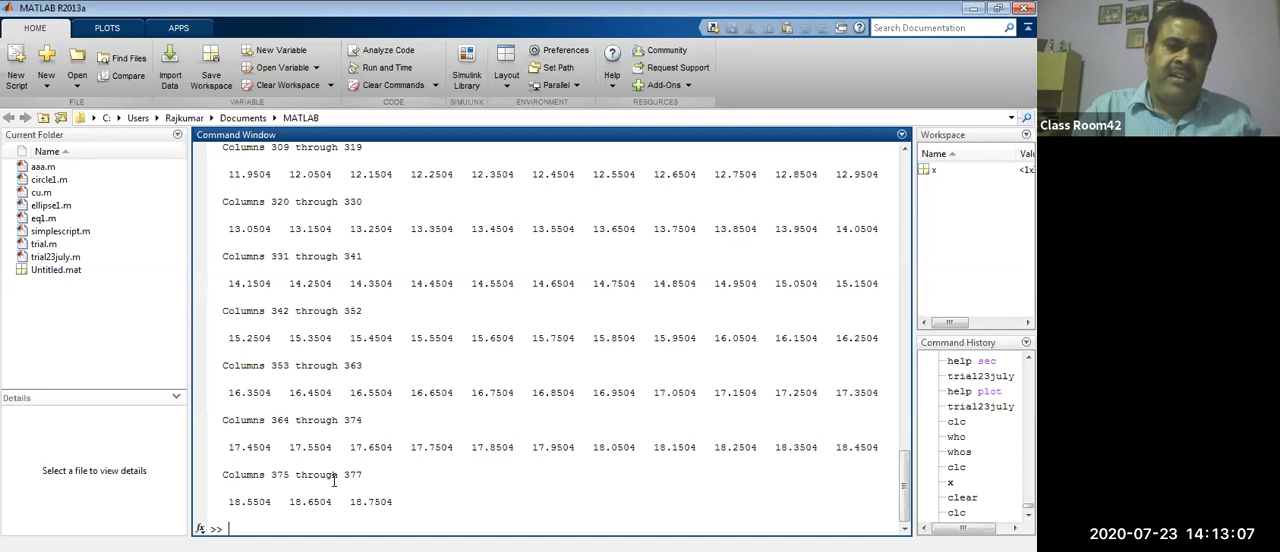 MATLAB R2013a
HOME PLOTS APPS
Search Documentation
New Script
New
Open
Find Files
Compare
Import Data
Save Workspace
New Variable
Open Variable
Clear Workspace
Analyze Code
Run and Time
Clear Commands
Simulink Library
Layout
Preferences
Set Path
Parallel
Help
Community
Request Support
Add-Ons
FILE VARIABLE CODE SIMULINK ENVIRONMENT RESOURCES
C: Users Rajkumar Documents MATLAB
Current Folder
Name
aaa.m
circle1.m
cu.m
ellipse1.m
eq1.m
simplescript.m
trial.m
trial23july.m
Untitled.mat
Details
Select a file to view details
Command Window
Columns 309 through 319
11.9504 12.0504 12.1504 12.2504 12.3504 12.4504 12.5504 12.6504 12.7504 12.8504 12.9504
Columns 320 through 330
13.0504 13.1504 13.2504 13.3504 13.4504 13.5504 13.6504 13.7504 13.8504 13.9504 14.0504
Columns 331 through 341
14.1504 14.2504 14.3504 14.4504 14.5504 14.6504 14.7504 14.8504 14.9504 15.0504 15.1504
Columns 342 through 352
15.2504 15.3504 15.4504 15.5504 15.6504 15.7504 15.8504 15.9504 16.0504 16.1504 16.2504
Columns 353 through 363
16.3504 16.4504 16.5504 16.6504 16.7504 16.8504 16.9504 17.0504 17.1504 17.2504 17.3504
Columns 364 through 374
17.4504 17.5504 17.6504 17.7504 17.8504 17.9504 18.0504 18.1504 18.2504 18.3504 18.4504
Columns 375 through 377
18.5504 18.6504 18.7504
fx >>
Workspace
Name Valu
x <1x
Command History
help sec
trial23july
help plot
trial23july
clc
who
whos
clc
x
clear
clc
Class Room42
2020-07-23 14:13:07